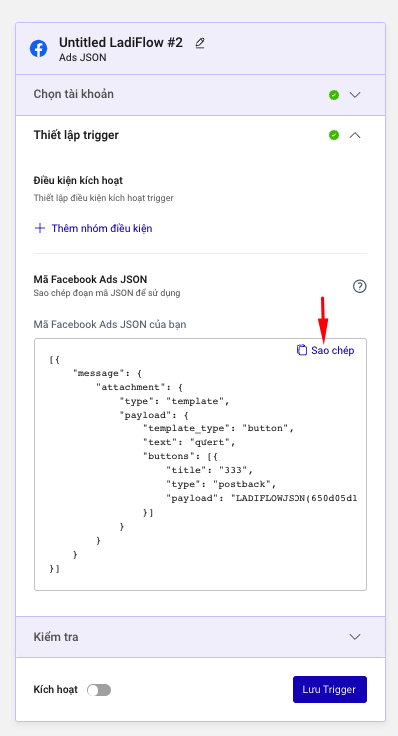 Untitled LadiFlow #2
Ads JSON
Chọn tài khoản
Thiết lập trigger
Điều kiện kích hoạt
Thiết lập điều kiện kích hoạt trigger
Thêm nhóm điều kiện
Mã Facebook Ads JSON
Sao chép đoạn mã JSON để sử dụng
?
Mã Facebook Ads JSON của bạn
Sao chép
[{
"message": {
"attachment": {
"type": "template",
"payload": {
"template_type": "button",
"text": "qưert",
"buttons": [{
"title": "333",
"type": "postback",
"payload": "LADIFLOWJSON(650d05d1
}]
}
}
}
}]
Kiểm tra
Kích hoạt
Lưu Trigger